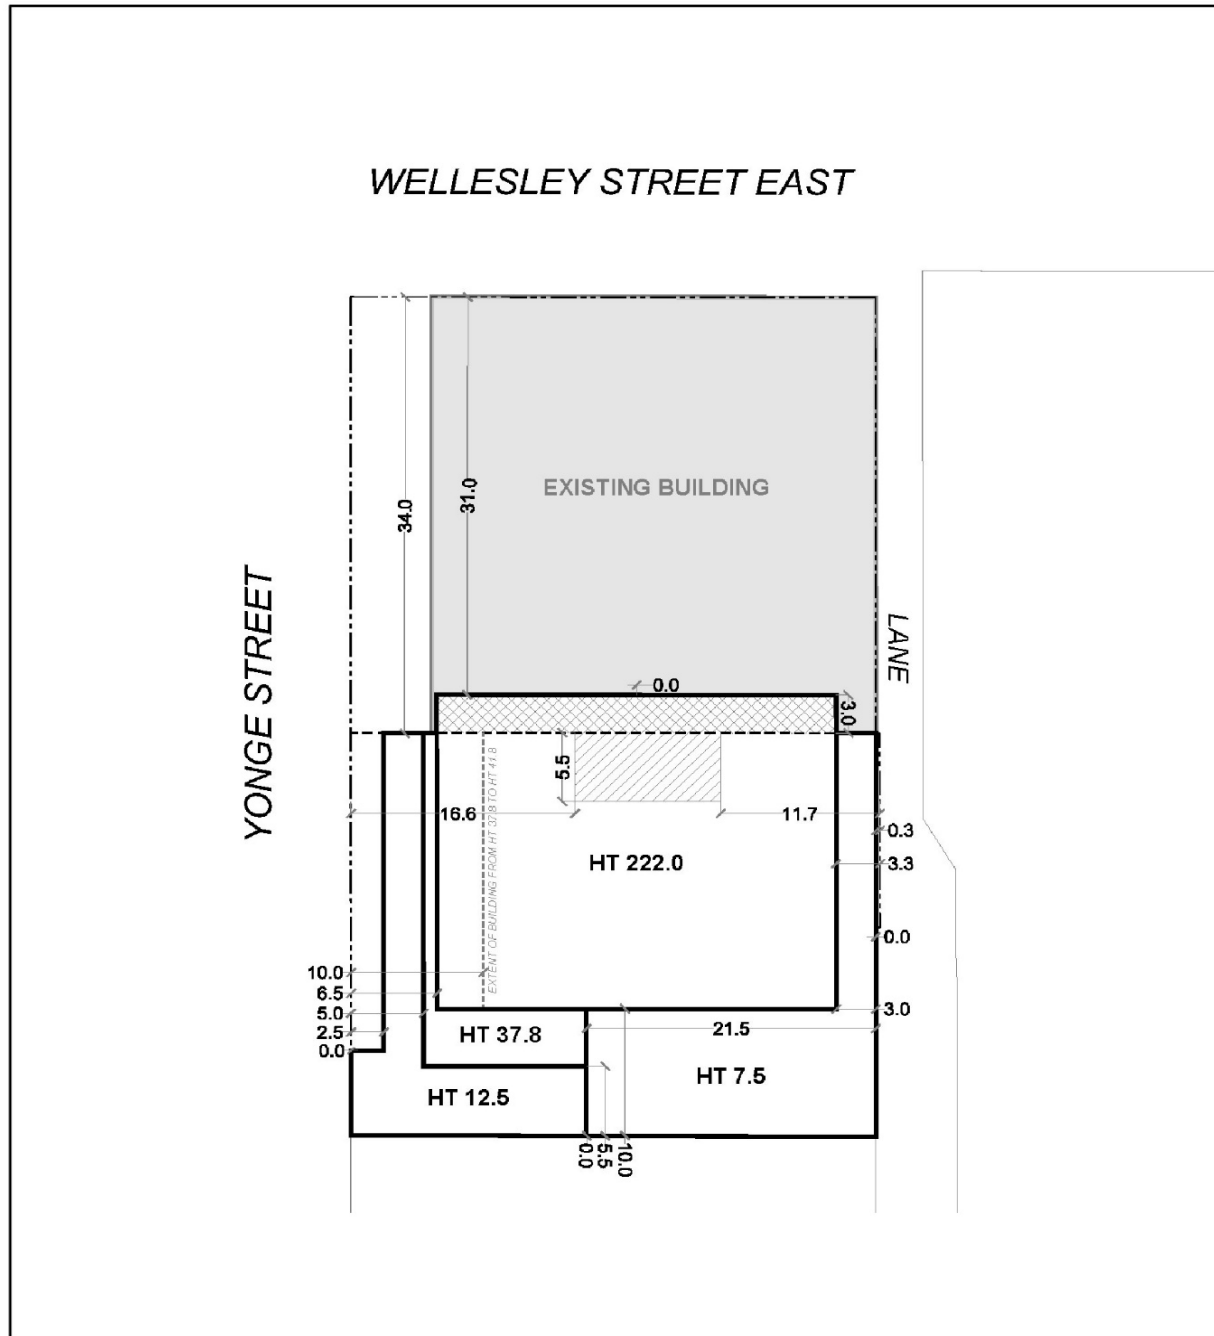 WELLESLEY STREET EAST
EXISTING BUILDING
34.0
31.0
YONGE STREET
LANE
0.0
3.0
5.5
16.6
11.7
EXTENT OF BUILDING FROM HT 37.8 TO HT 41.8
HT 222.0
0.3
3.3
0.0
10.0
6.5
5.0
2.5
0.0
3.0
21.5
HT 37.8
HT 7.5
HT 12.5
0.0
5.5
10.0